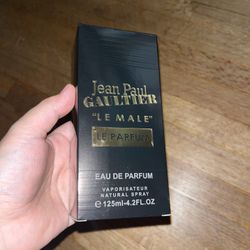 Jean Paul
GAULTIER
"LE MALE"
LE PARFUM
EAU DE PARFUM
VAPORISATEUR
NATURAL SPRAY
℮125ml-4.2FL.OZ